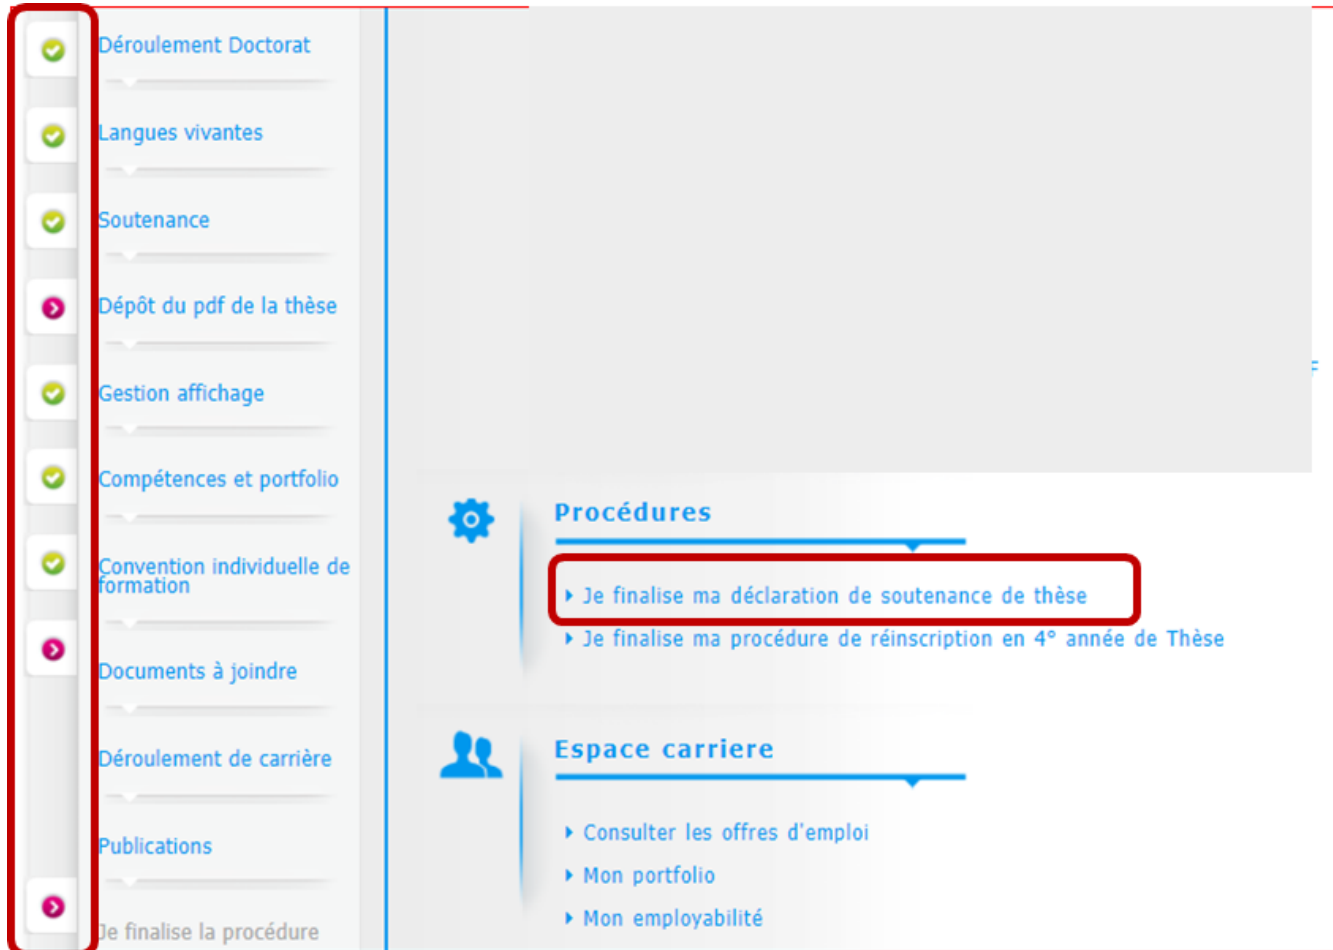 Déroulement Doctorat
Langues vivantes
Soutenance
Dépôt du pdf de la thèse
Gestion affichage
Compétences et portfolio
Convention individuelle de
formation
Documents à joindre
Déroulement de carrière
Publications
Je finalise la procédure
Procédures
Je finalise ma déclaration de soutenance de thèse
Je finalise ma procédure de réinscription en 4° année de Thèse
Espace carriere
Consulter les offres d'emploi
Mon portfolio
Mon employabilité